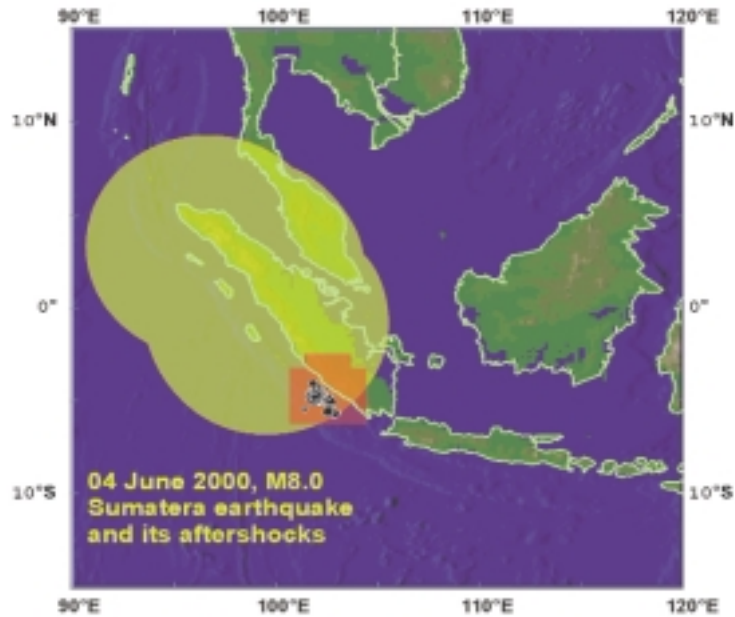 90°E 100°E 110°E 120°E
10°N 10°N
0° 0°
10°S 10°S
04 June 2000, M8.0
Sumatera earthquake
and its aftershocks
90°E 100°E 110°E 120°E